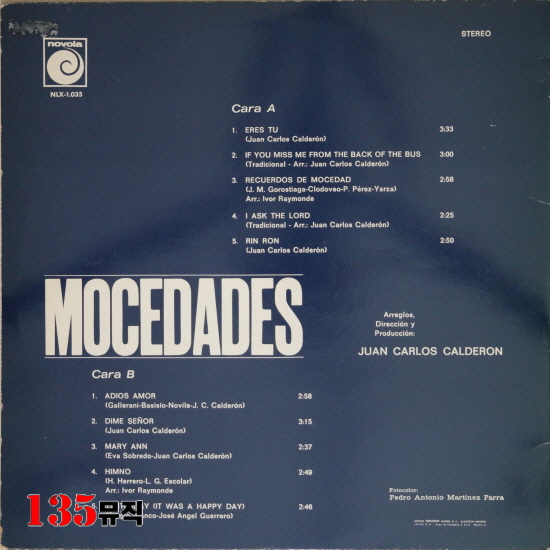 novola
NLX-1.035
STEREO
Cara A
1. ERES TU 3:33
(Juan Carlos Calderón)
2. IF YOU MISS ME FROM THE BACK OF THE BUS 3:00
(Tradicional - Arr.: Juan Carlos Calderón)
3. RECUERDOS DE MOCEDAD 2:58
(J. M. Gorostiaga-Clodoveo-P. Pérez-Yarza)
Arr.: Ivor Raymonde
4. I ASK THE LORD 2:25
(Tradicional - Arr.: Juan Carlos Calderón)
5. RIN RON 2:50
(Juan Carlos Calderón)
MOCEDADES
Arreglos,
Dirección y
Producción:
JUAN CARLOS CALDERON
Cara B
1. ADIOS AMOR 2:58
(Gallerani-Basisio-Novile-J. C. Calderón)
2. DIME SEÑOR 3:15
(Juan Carlos Calderón)
3. MARY ANN 2:37
(Eva Sobredo-Juan Carlos Calderón)
4. HIMNO 2:49
(H. Herrero-L. G. Escolar)
Arr.: Ivor Raymonde
(IT WAS A HAPPY DAY) 2:46
José Angel Guerrero)
135뮤직
Fotocolor:
Pedro Antonio Martínez Parra